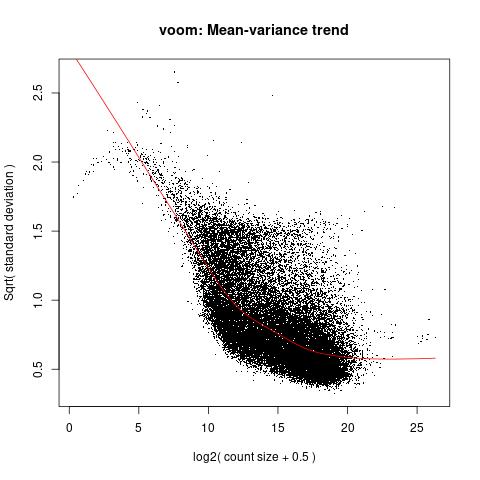 voom: Mean-variance trend
Sqrt( standard deviation )
2.5
2.0
1.5
1.0
0.5
0 5 10 15 20 25
log2( count size + 0.5 )